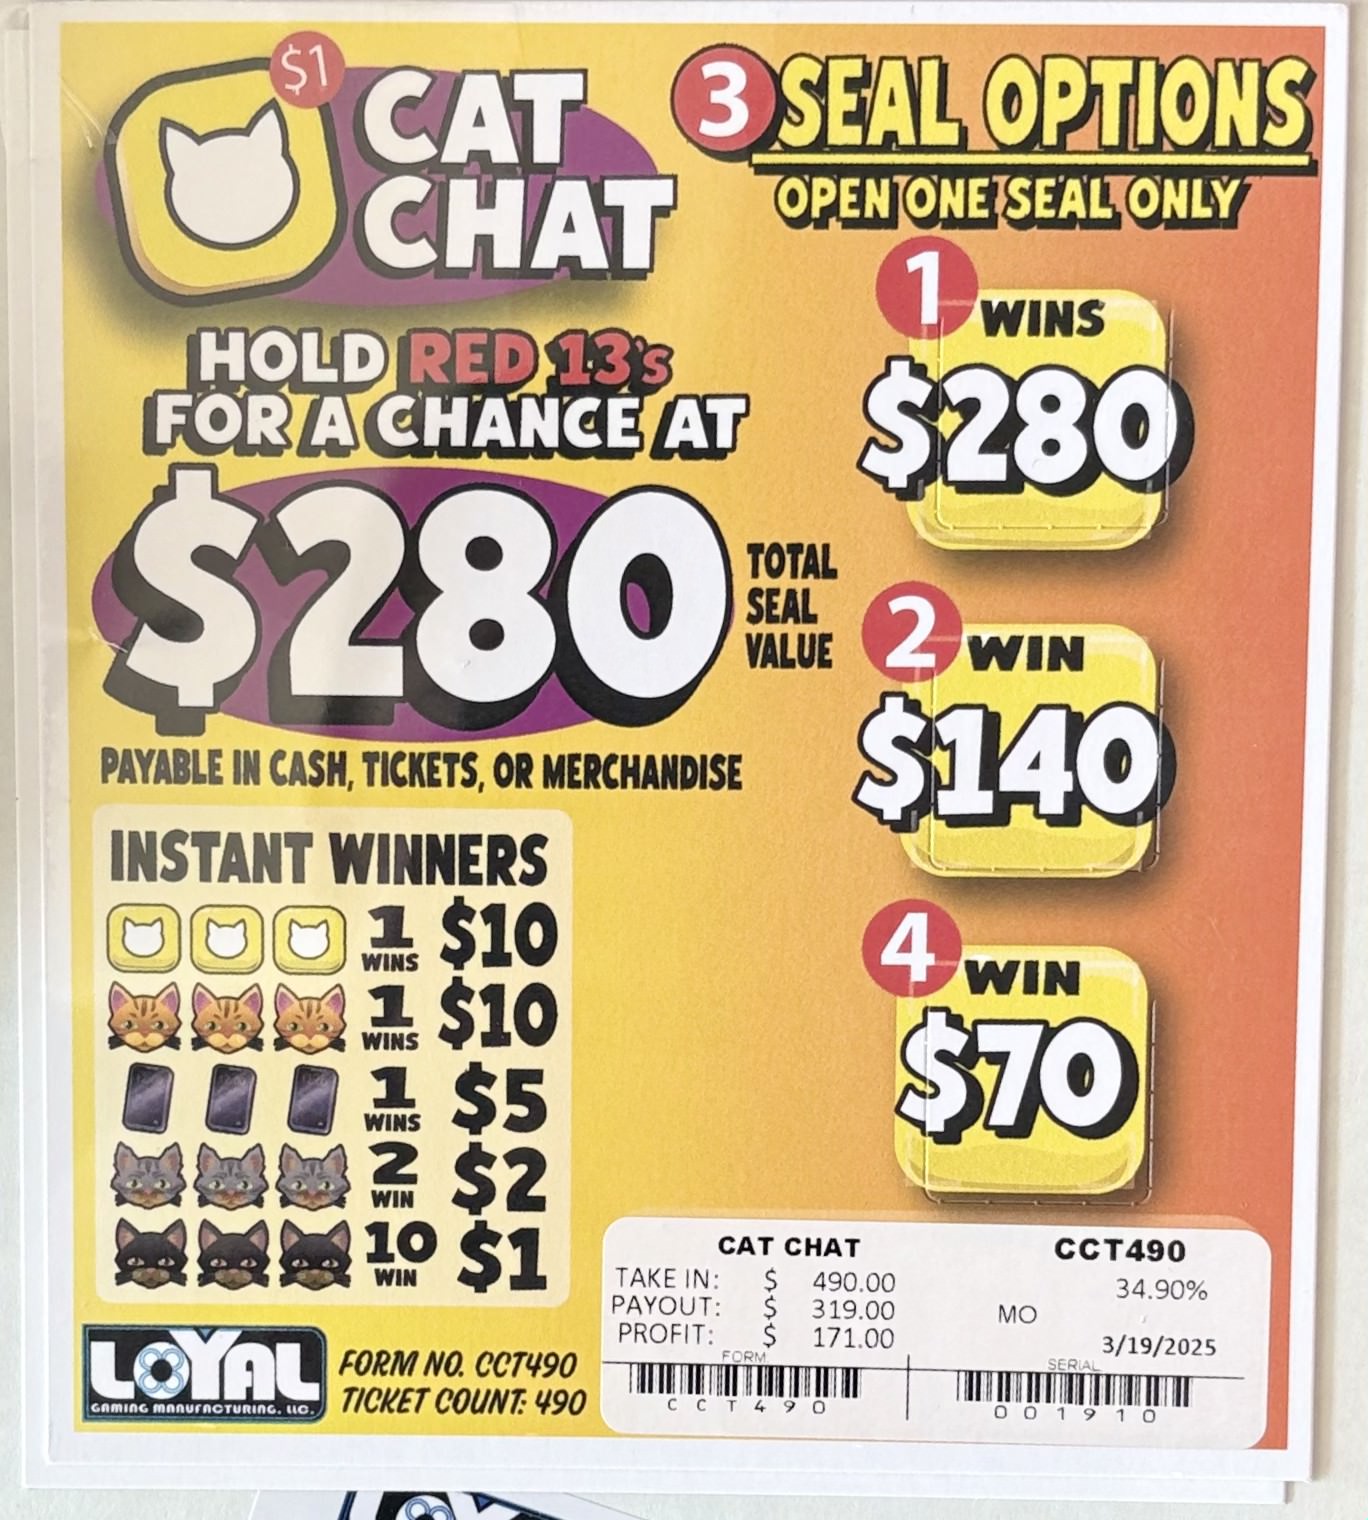 $1
CAT
CHAT
HOLD RED 13's
FOR A CHANCE AT
$280
TOTAL
SEAL
VALUE
PAYABLE IN CASH, TICKETS, OR MERCHANDISE
3 SEAL OPTIONS
OPEN ONE SEAL ONLY
1 WINS
$280
2 WIN
$140
4 WIN
$70
INSTANT WINNERS
1 WINS $10
1 WINS $10
1 WINS $5
2 WIN $2
10 WIN $1
LOYAL
GAMING MANUFACTURING, LLC.
FORM NO. CCT490
TICKET COUNT: 490
CAT CHAT CCT490
TAKE IN: $ 490.00 34.90%
PAYOUT: $ 319.00 MO
PROFIT: $ 171.00 3/19/2025
FORM SERIAL
CCT490 001910